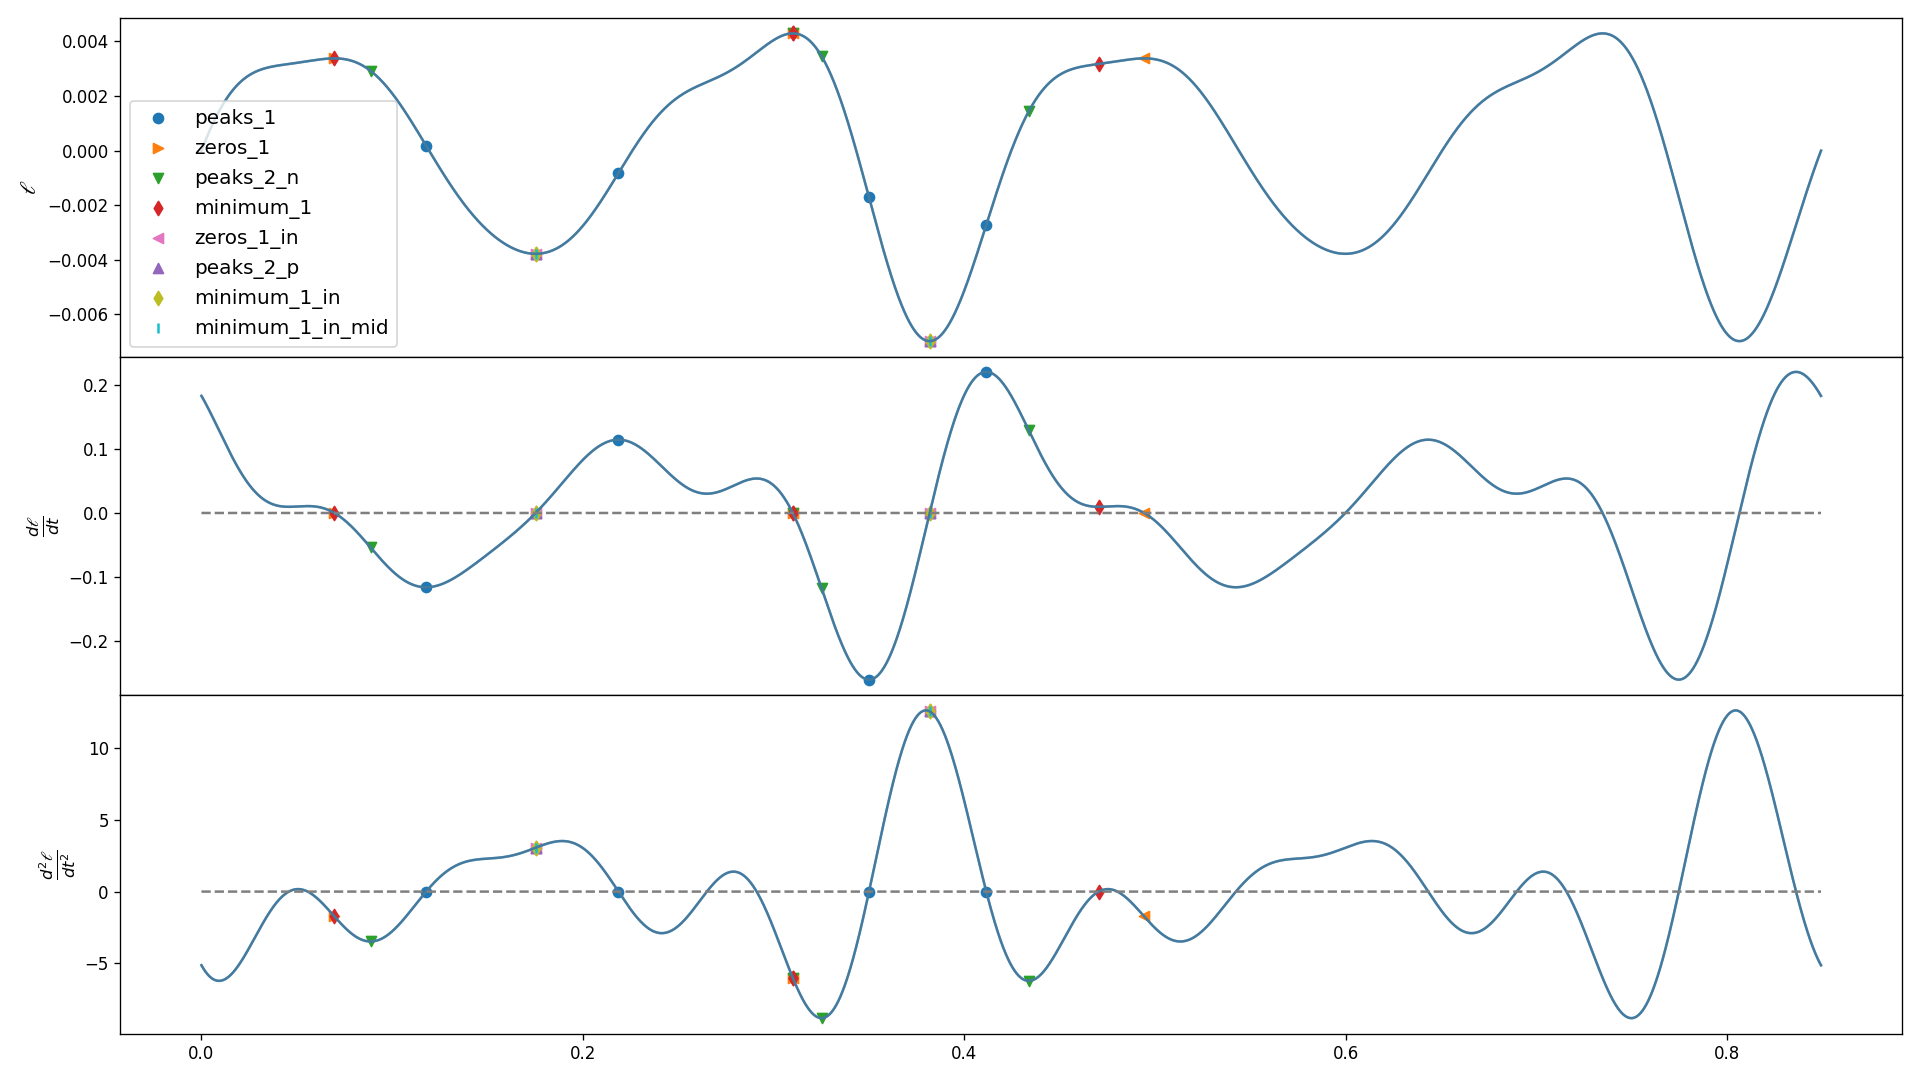 0.004
0.002
0.000
−0.002
−0.004
−0.006
ℓ
peaks_1
zeros_1
peaks_2_n
minimum_1
zeros_1_in
peaks_2_p
minimum_1_in
minimum_1_in_mid
0.2
0.1
0.0
−0.1
−0.2
dℓ/dt
10
5
0
−5
d²ℓ/dt²
0.0 0.2 0.4 0.6 0.8